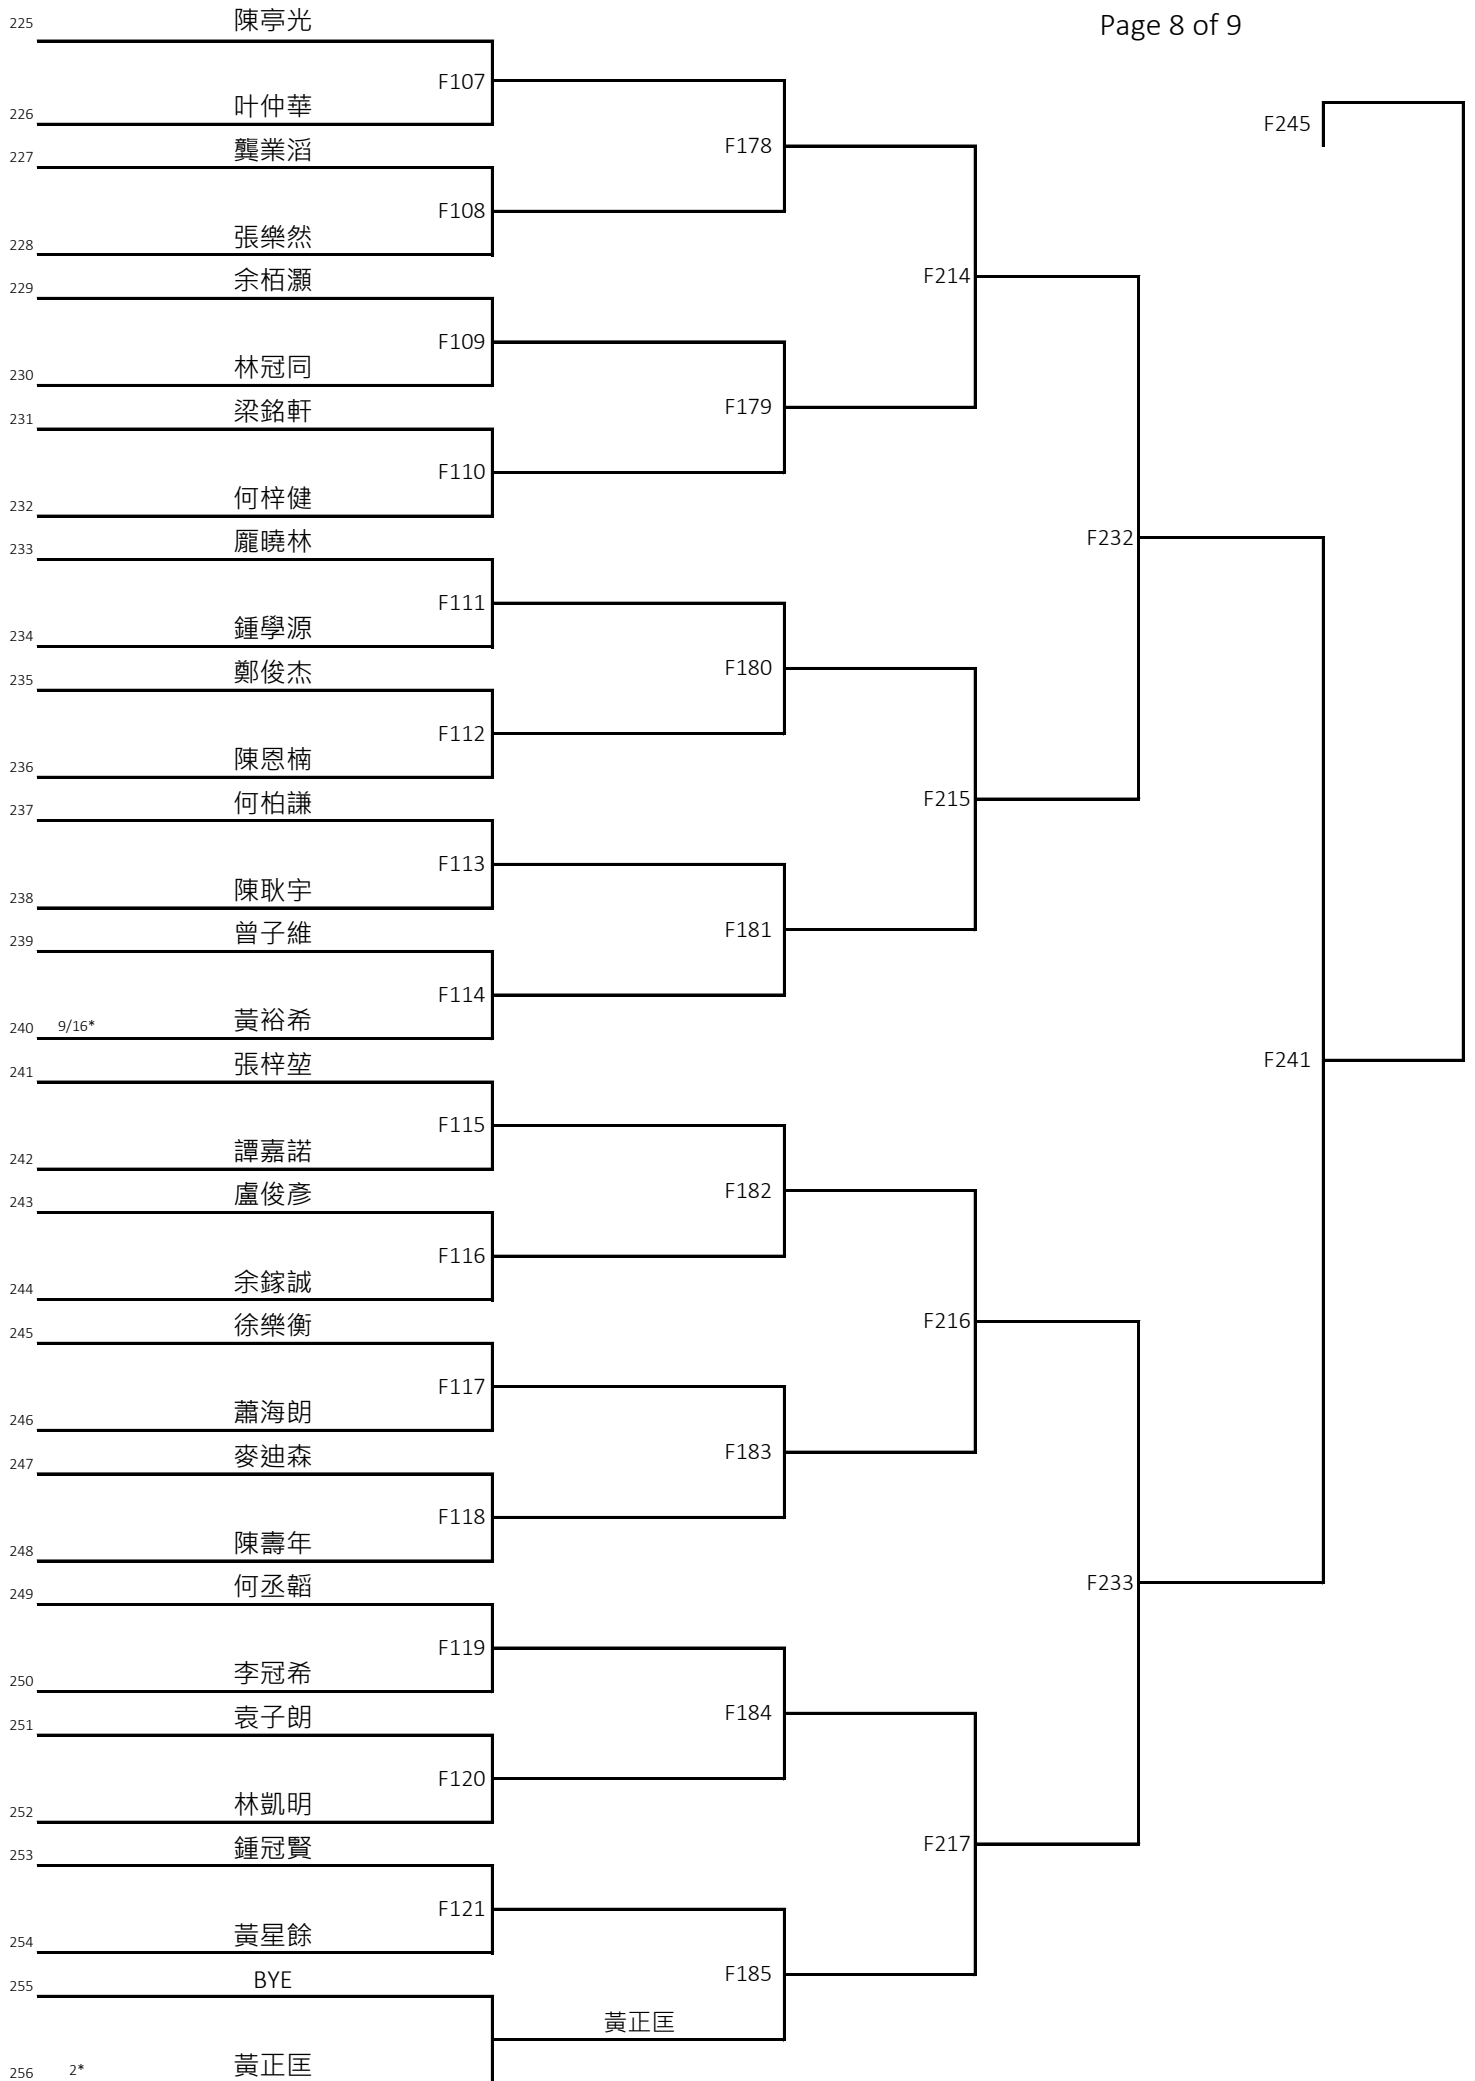 225 陳亭光
Page 8 of 9
F107
226 叶仲華
F245
227 龔業滔
F178
F108
228 張樂然
229 余栢灝
F214
F109
230 林冠同
231 梁銘軒
F179
F110
232 何梓健
233 龎曉林
F232
F111
234 鍾學源
235 鄭俊杰
F180
F112
236 陳恩楠
237 何柏謙
F215
F113
238 陳耿宇
239 曾子維
F181
F114
240 9/16* 黃裕希
241 張梓堃
F241
F115
242 譚嘉諾
243 盧俊彥
F182
F116
244 余鎵誠
245 徐樂衡
F216
F117
246 蕭海朗
247 麥迪森
F183
F118
248 陳壽年
249 何丞韜
F233
F119
250 李冠希
251 袁子朗
F184
F120
252 林凱明
253 鍾冠賢
F217
F121
254 黃星餘
255 BYE
F185
黃正匡
256 2* 黃正匡